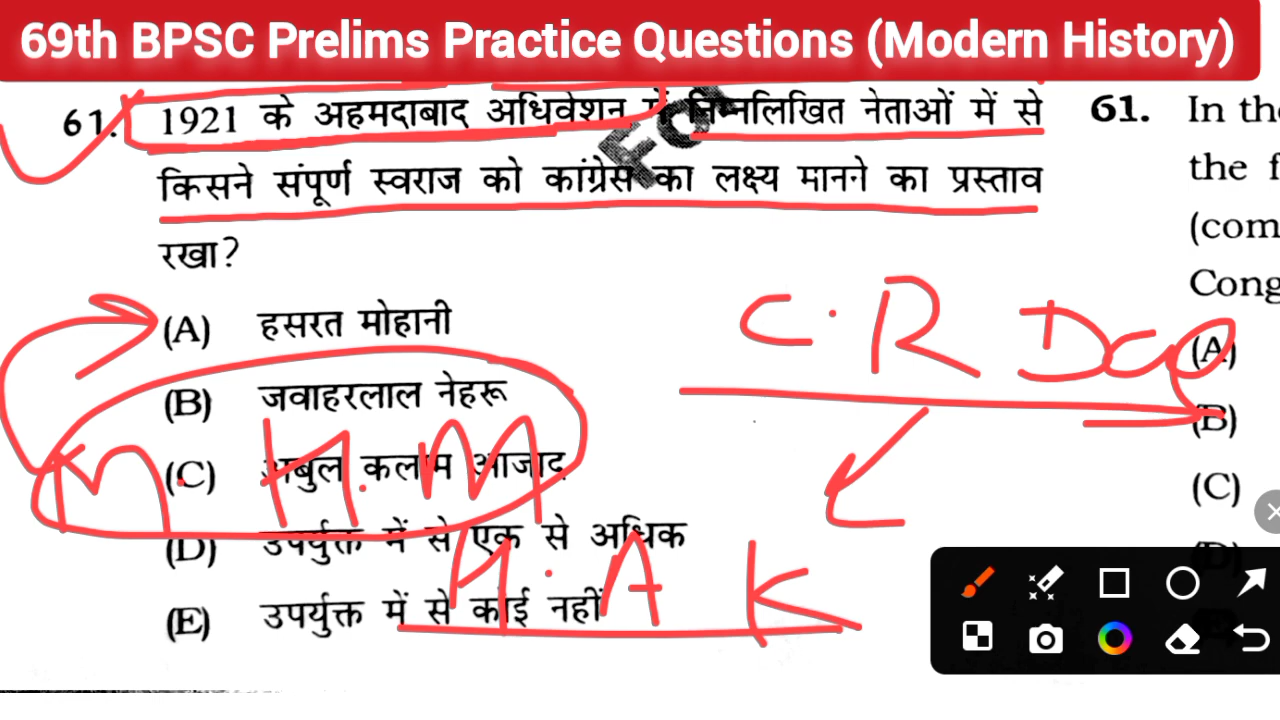 69th BPSC Prelims Practice Questions (Modern History)
61. 1921 के अहमदाबाद अधिवेशन में निम्नलिखित नेताओं में से
किसने संपूर्ण स्वराज को कांग्रेस का लक्ष्य मानने का प्रस्ताव
रखा?
(A) हसरत मोहानी
(B) जवाहरलाल नेहरू
(C) अबुल कलाम आजाद
(D) उपर्युक्त में से एक से अधिक
(E) उपर्युक्त में से कोई नहीं
C. R Das
M. H. M
H. A K
61. In the
the f
(com
Cong
(A)
(B)
(C)
(D)